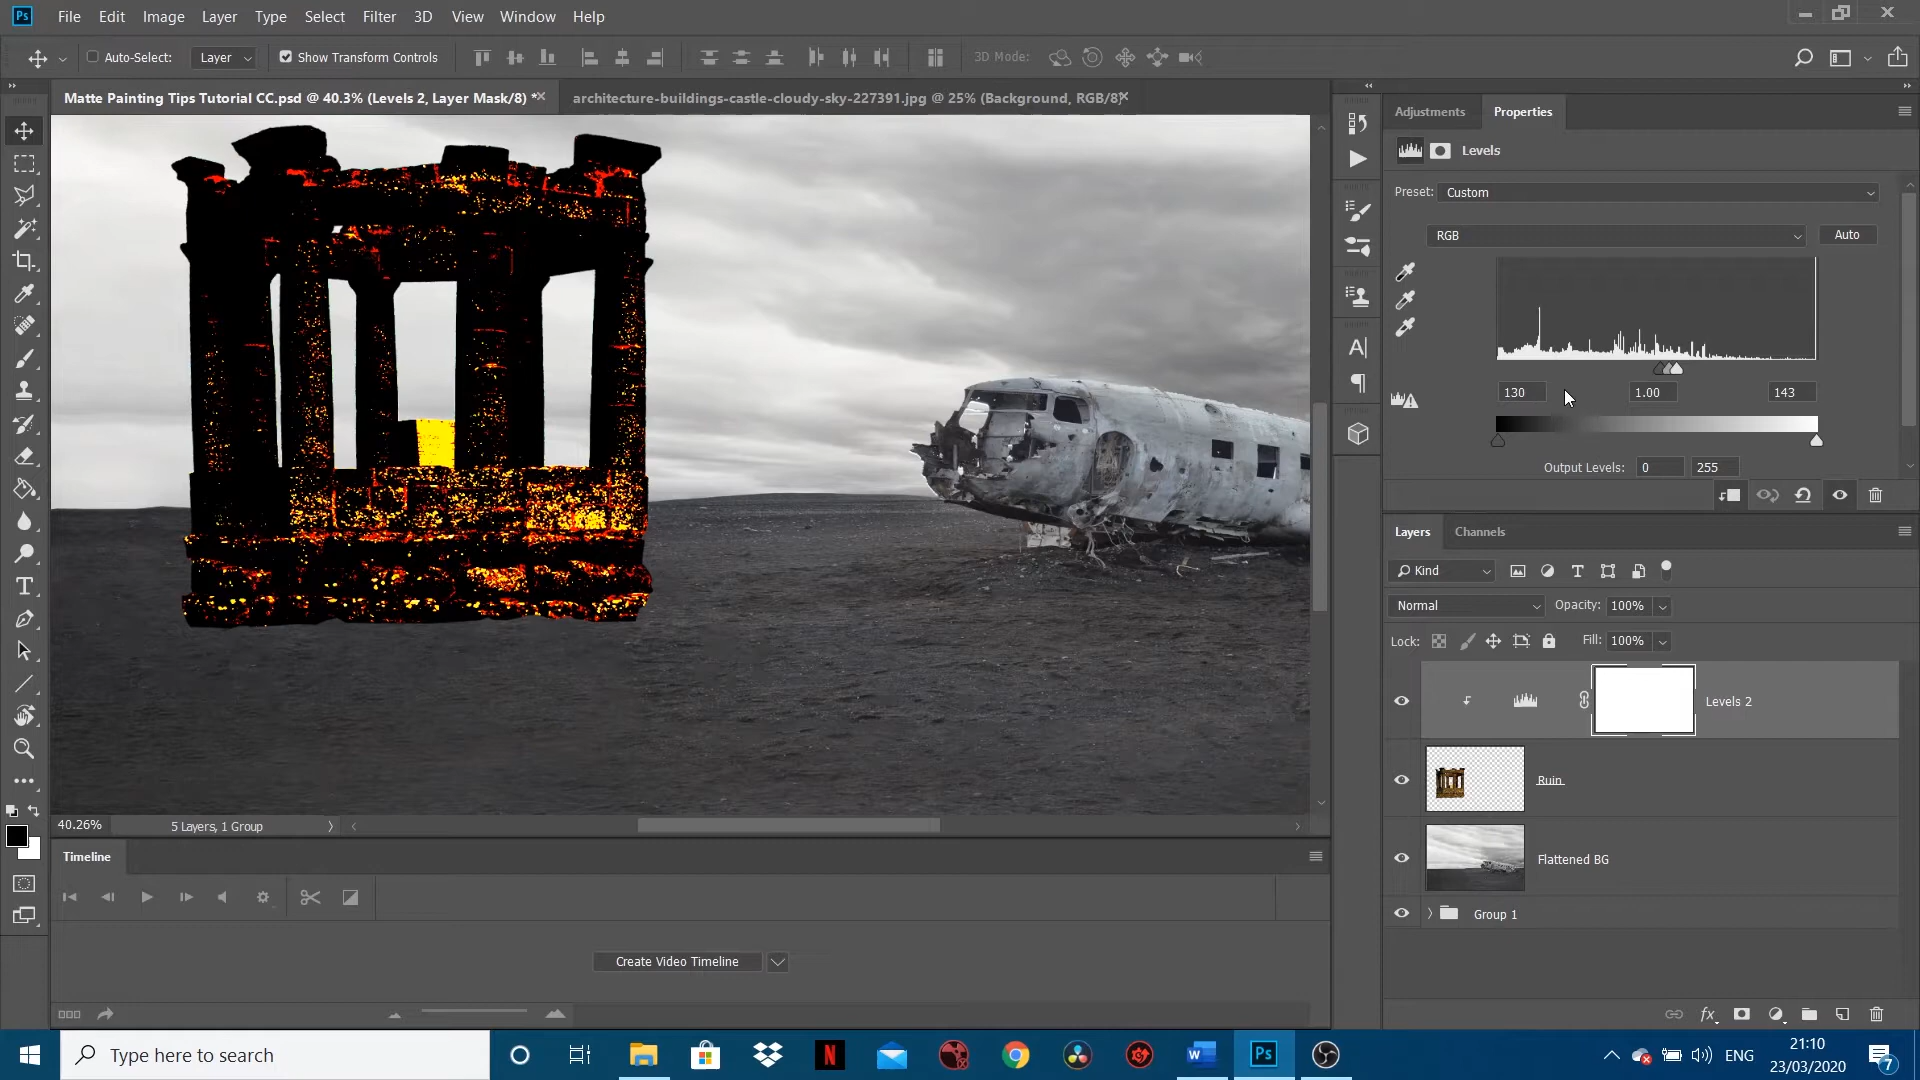 Ps File Edit Image Layer Type Select Filter 3D View Window Help
Auto-Select: Layer Show Transform Controls 3D Mode:
Matte Painting Tips Tutorial CC.psd @ 40.3% (Levels 2, Layer Mask/8) * architecture-buildings-castle-cloudy-sky-227391.jpg @ 25% (Background, RGB/8)
Adjustments Properties
Levels
Preset: Custom
RGB Auto
130 1.00 143
Output Levels: 0 255
Layers Channels
Kind
Normal Opacity: 100%
Lock: Fill: 100%
Levels 2
Ruin
Flattened BG
Group 1
40.26% 5 Layers, 1 Group
Timeline
Create Video Timeline
Type here to search
ENG
21:10
23/03/2020
7